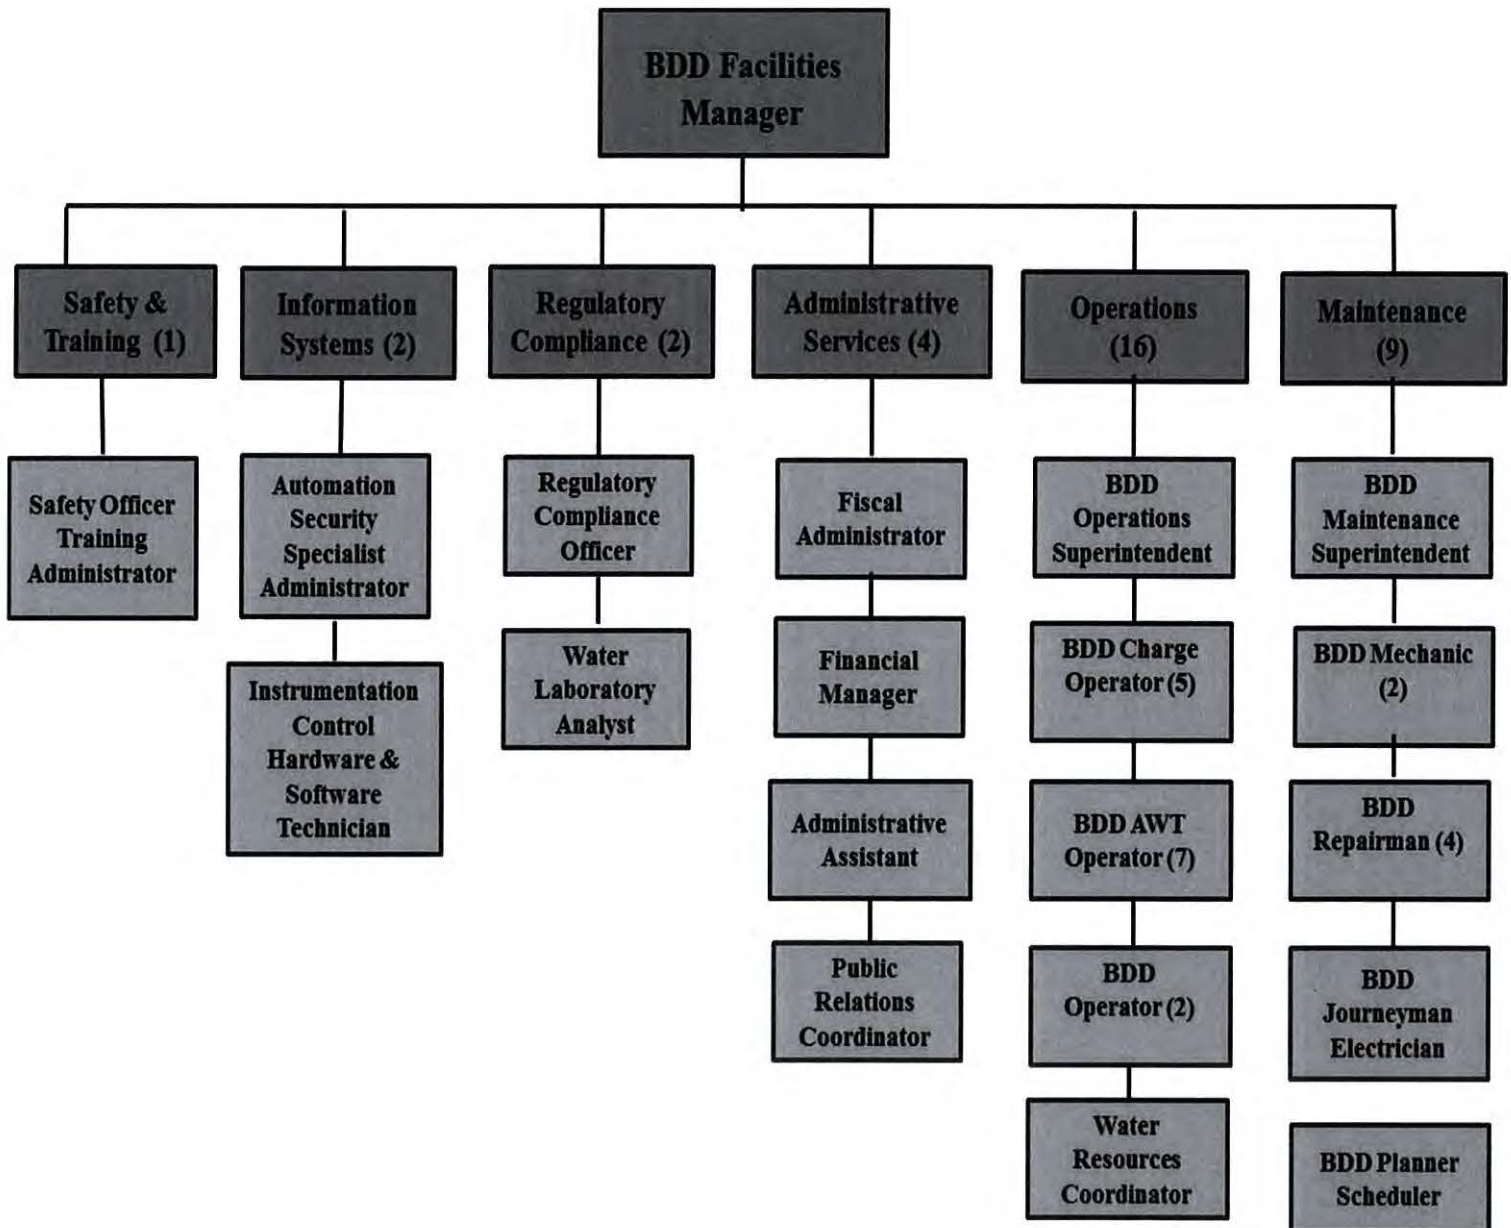 BDD Facilities
Manager
Safety &
Training (1)
Information
Systems (2)
Regulatory
Compliance (2)
Administrative
Services (4)
Operations
(16)
Maintenance
(9)
Safety Officer
Training
Administrator
Automation
Security
Specialist
Administrator
Instrumentation
Control
Hardware &
Software
Technician
Regulatory
Compliance
Officer
Water
Laboratory
Analyst
Fiscal
Administrator
Financial
Manager
Administrative
Assistant
Public
Relations
Coordinator
BDD
Operations
Superintendent
BDD Charge
Operator (5)
BDD AWT
Operator (7)
BDD
Operator (2)
Water
Resources
Coordinator
BDD
Maintenance
Superintendent
BDD Mechanic
(2)
BDD
Repairman (4)
BDD
Journeyman
Electrician
BDD Planner
Scheduler